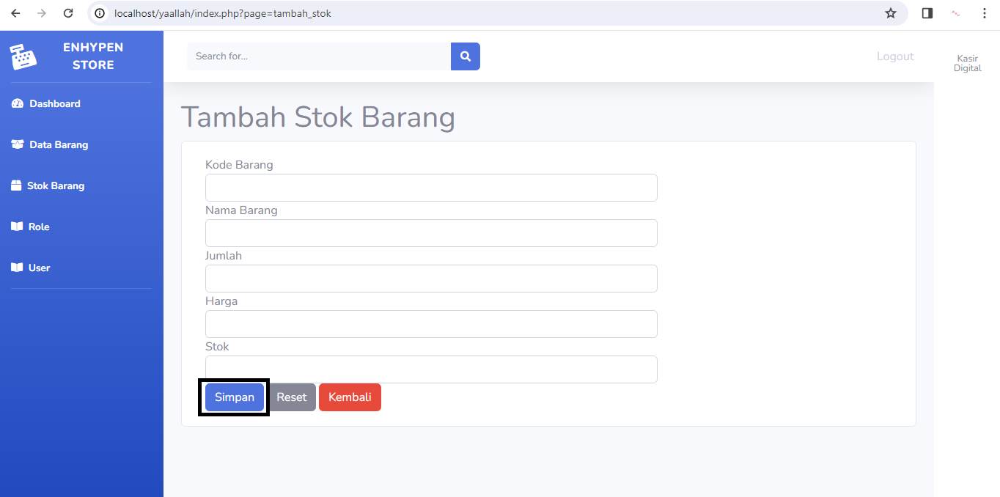 localhost/yaallah/index.php?page=tambah_stok
ENHYPEN
STORE
Search for...
Logout
Kasir
Digital
Dashboard
Data Barang
Stok Barang
Role
User
Tambah Stok Barang
Kode Barang
Nama Barang
Jumlah
Harga
Stok
Simpan Reset Kembali